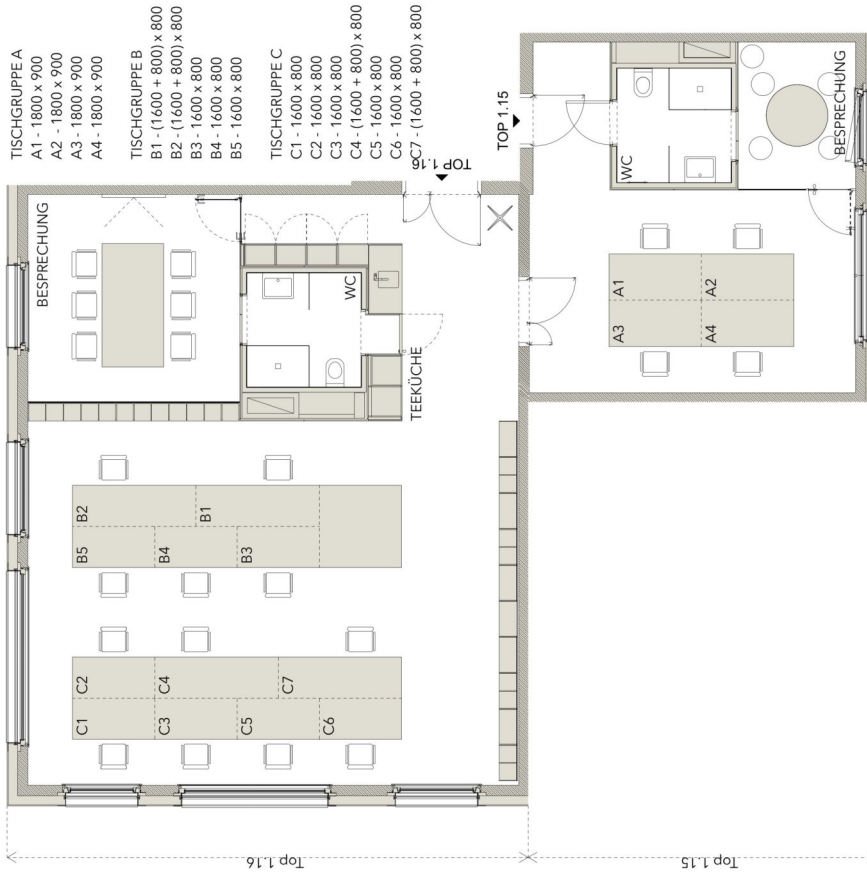 TISCHGRUPPE A
A1 - 1800 x 900
A2 - 1800 x 900
A3 - 1800 x 900
A4 - 1800 x 900
TISCHGRUPPE B
B1 - (1600 + 800) x 800
B2 - (1600 + 800) x 800
B3 - 1600 x 800
B4 - 1600 x 800
B5 - 1600 x 800
TISCHGRUPPE C
C1 - 1600 x 800
C2 - 1600 x 800
C3 - 1600 x 800
C4 - (1600 + 800) x 800
C5 - 1600 x 800
C6 - 1600 x 800
C7 - (1600 + 800) x 800
BESPRECHUNG
WC
TOP 1.16
TOP 1.15
TEEKÜCHE
WC
BESPRECHUNG
B5
B2
B4
B1
B3
C1
C2
C3
C4
C5
C7
C6
A3
A1
A4
A2
Top 1.16
Top 1.15